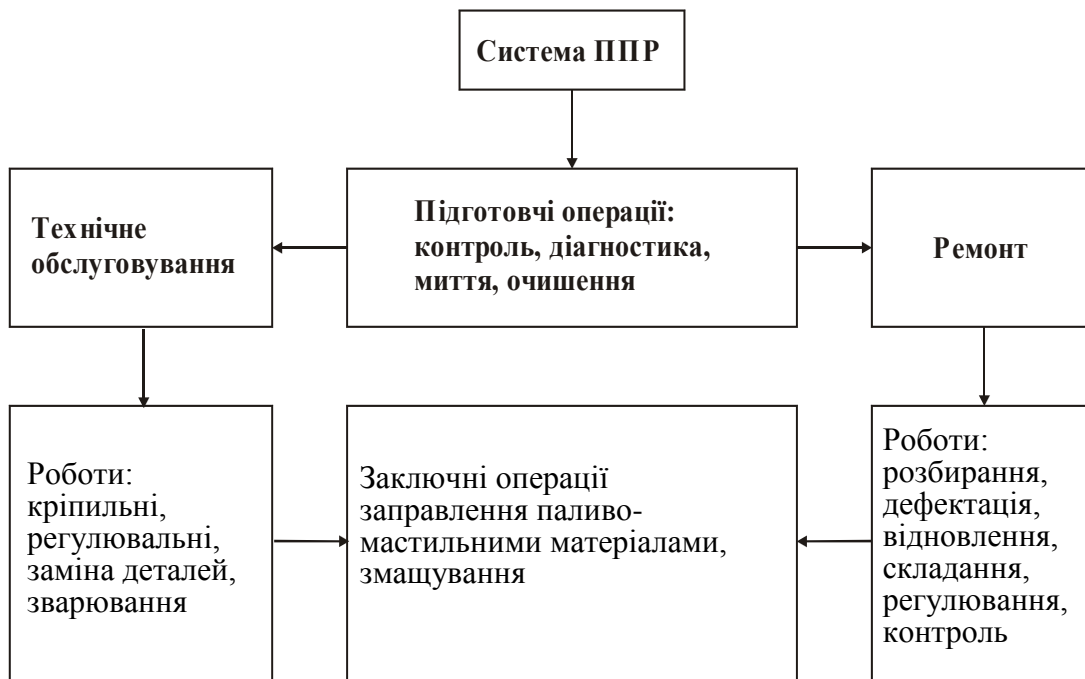 Система ППР
Технічне
обслуговування
Підготовчі операції:
контроль, діагностика,
миття, очишення
Ремонт
Роботи:
кріпильні,
регулювальні,
заміна деталей,
зварювання
Заключні операції
заправлення паливо-
мастильними матеріалами,
змащування
Роботи:
розбирання,
дефектація,
відновлення,
складання,
регулювання,
контроль